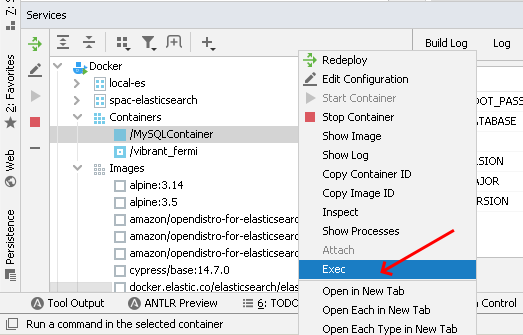 Services
Build Log
Log
Docker
local-es
spac-elasticsearch
Containers
/MySQLContainer
/vibrant_fermi
Images
alpine:3.14
alpine:3.5
amazon/opendistro-for-elasticsearc
amazon/opendistro-for-elasticsearc
amazon/opendistro-for-elasticsearc
cypress/base:14.7.0
docker.elastic.co/elasticsearch/elas
Redeploy
Edit Configuration
Start Container
Stop Container
Show Image
Show Log
Copy Container ID
Copy Image ID
Inspect
Show Processes
Attach
Exec
Open in New Tab
Open Each in New Tab
Open Each Type in New Tab
OOT_PASS
DATABASE
RSION
AJOR
ERSION
2: Favorites
Web
Persistence
Tool Output
ANTLR Preview
6: TODO
Control
Run a command in the selected container